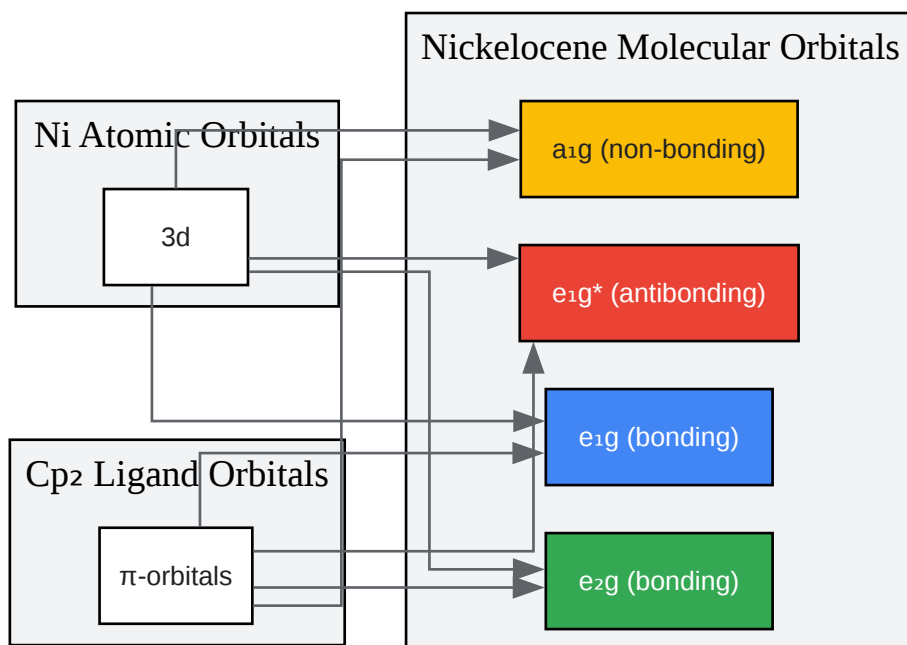 Nickelocene Molecular Orbitals
Ni Atomic Orbitals
3d
Cp₂ Ligand Orbitals
π-orbitals
a₁g (non-bonding)
e₁g* (antibonding)
e₁g (bonding)
e₂g (bonding)